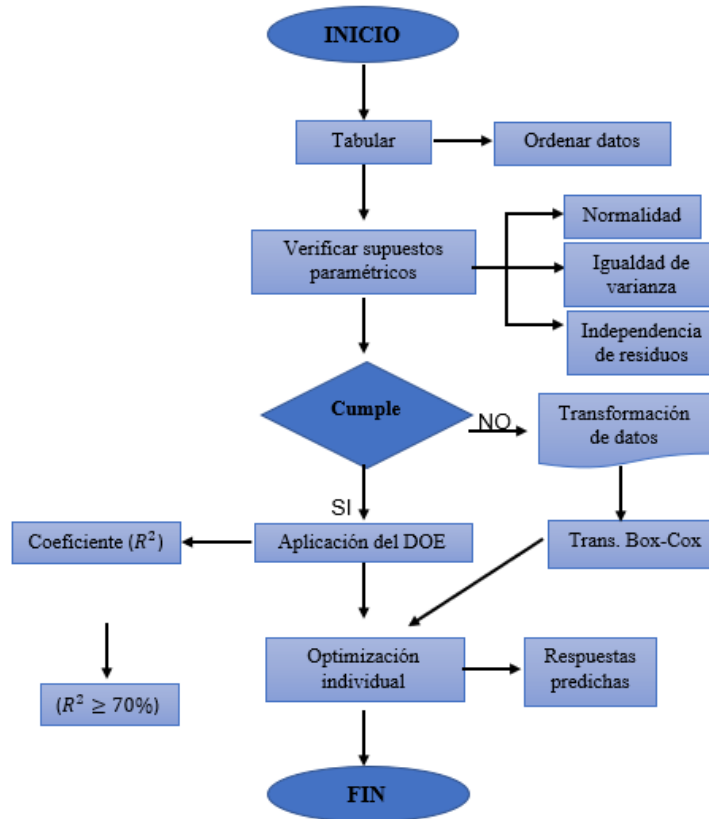 INICIO
Tabular
Ordenar datos
Verificar supuestos
paramétricos
Normalidad
Igualdad de
varianza
Independencia
de residuos
Cumple
NO
Transformación
de datos
SI
Coeficiente (R²)
Aplicación del DOE
Trans. Box-Cox
(R² ≥ 70%)
Optimización
individual
Respuestas
predichas
FIN